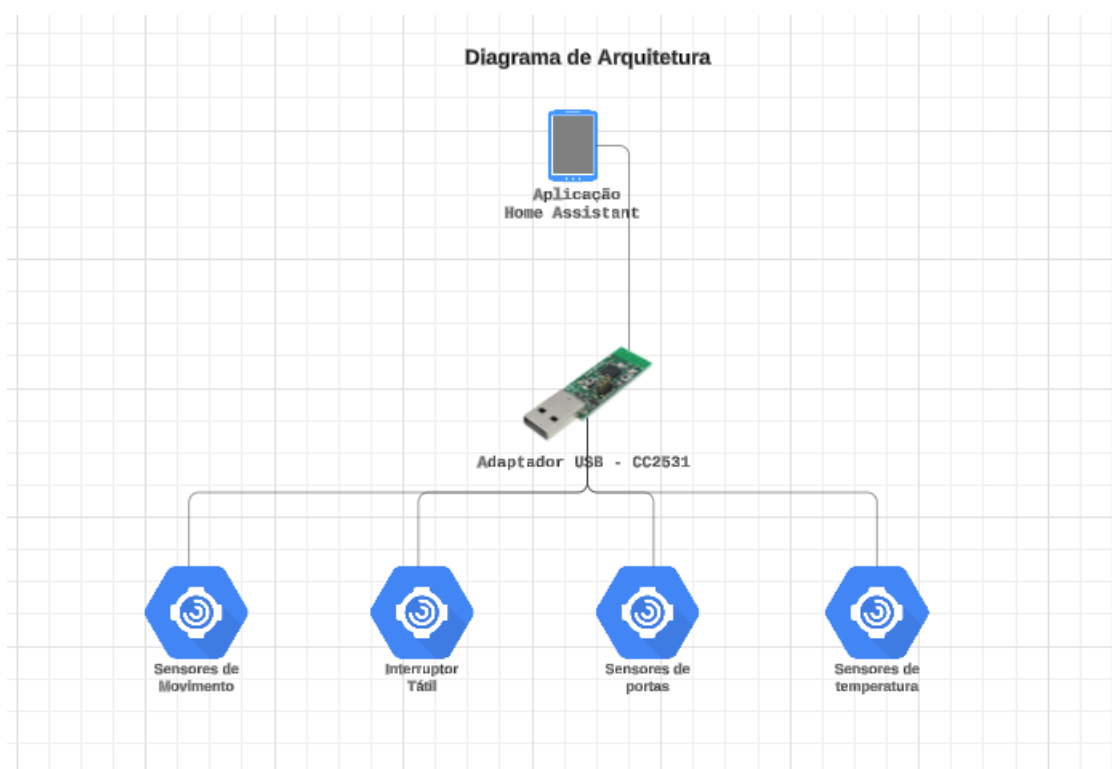 Diagrama de Arquitetura
Aplicação
Home Assistant
Adaptador USB - CC2531
Sensores de
Movimento
Interruptor
Tátil
Sensores de
portas
Sensores de
temperatura